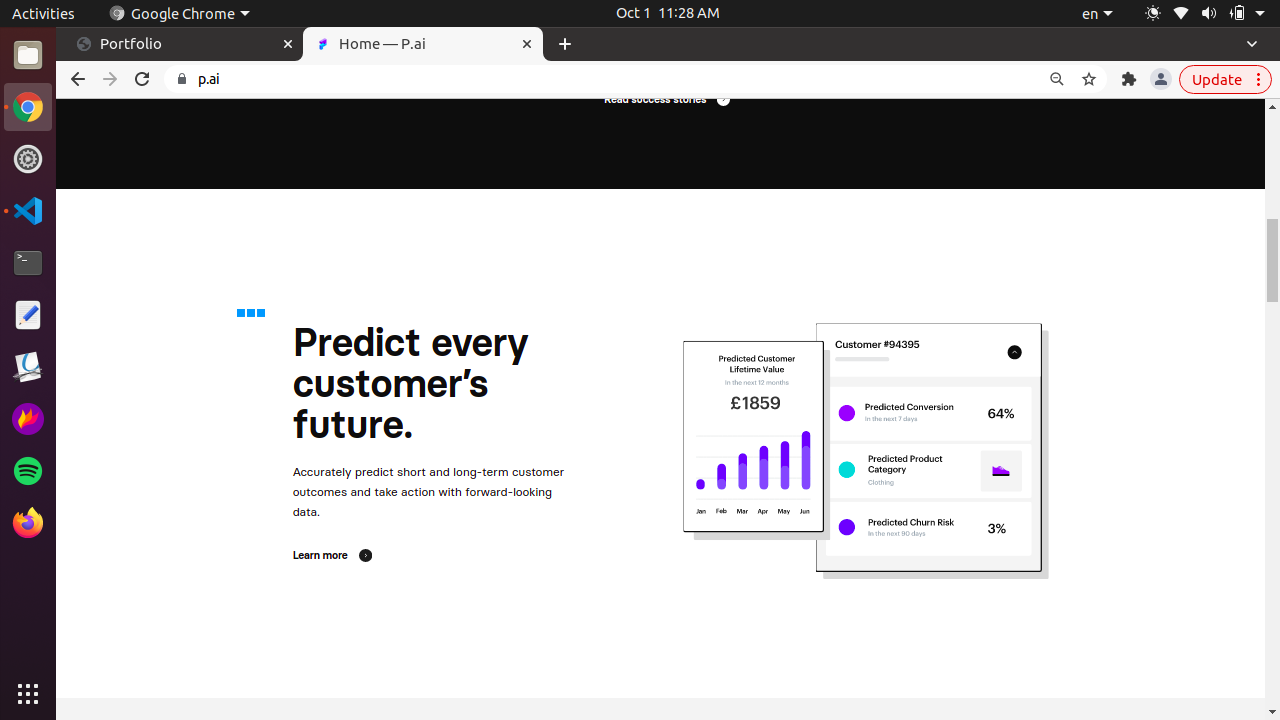 Activities
Google Chrome
Oct 1 11:28 AM
en
Portfolio
Home — P.ai
p.ai
Update
Read success stories
Predict every
customer's
future.
Accurately predict short and long-term customer
outcomes and take action with forward-looking
data.
Learn more
Predicted Customer
Lifetime Value
In the next 12 months
£1859
Jan Feb Mar Apr May Jun
Customer #94395
Predicted Conversion
In the next 7 days
64%
Predicted Product
Category
Clothing
Predicted Churn Risk
In the next 90 days
3%